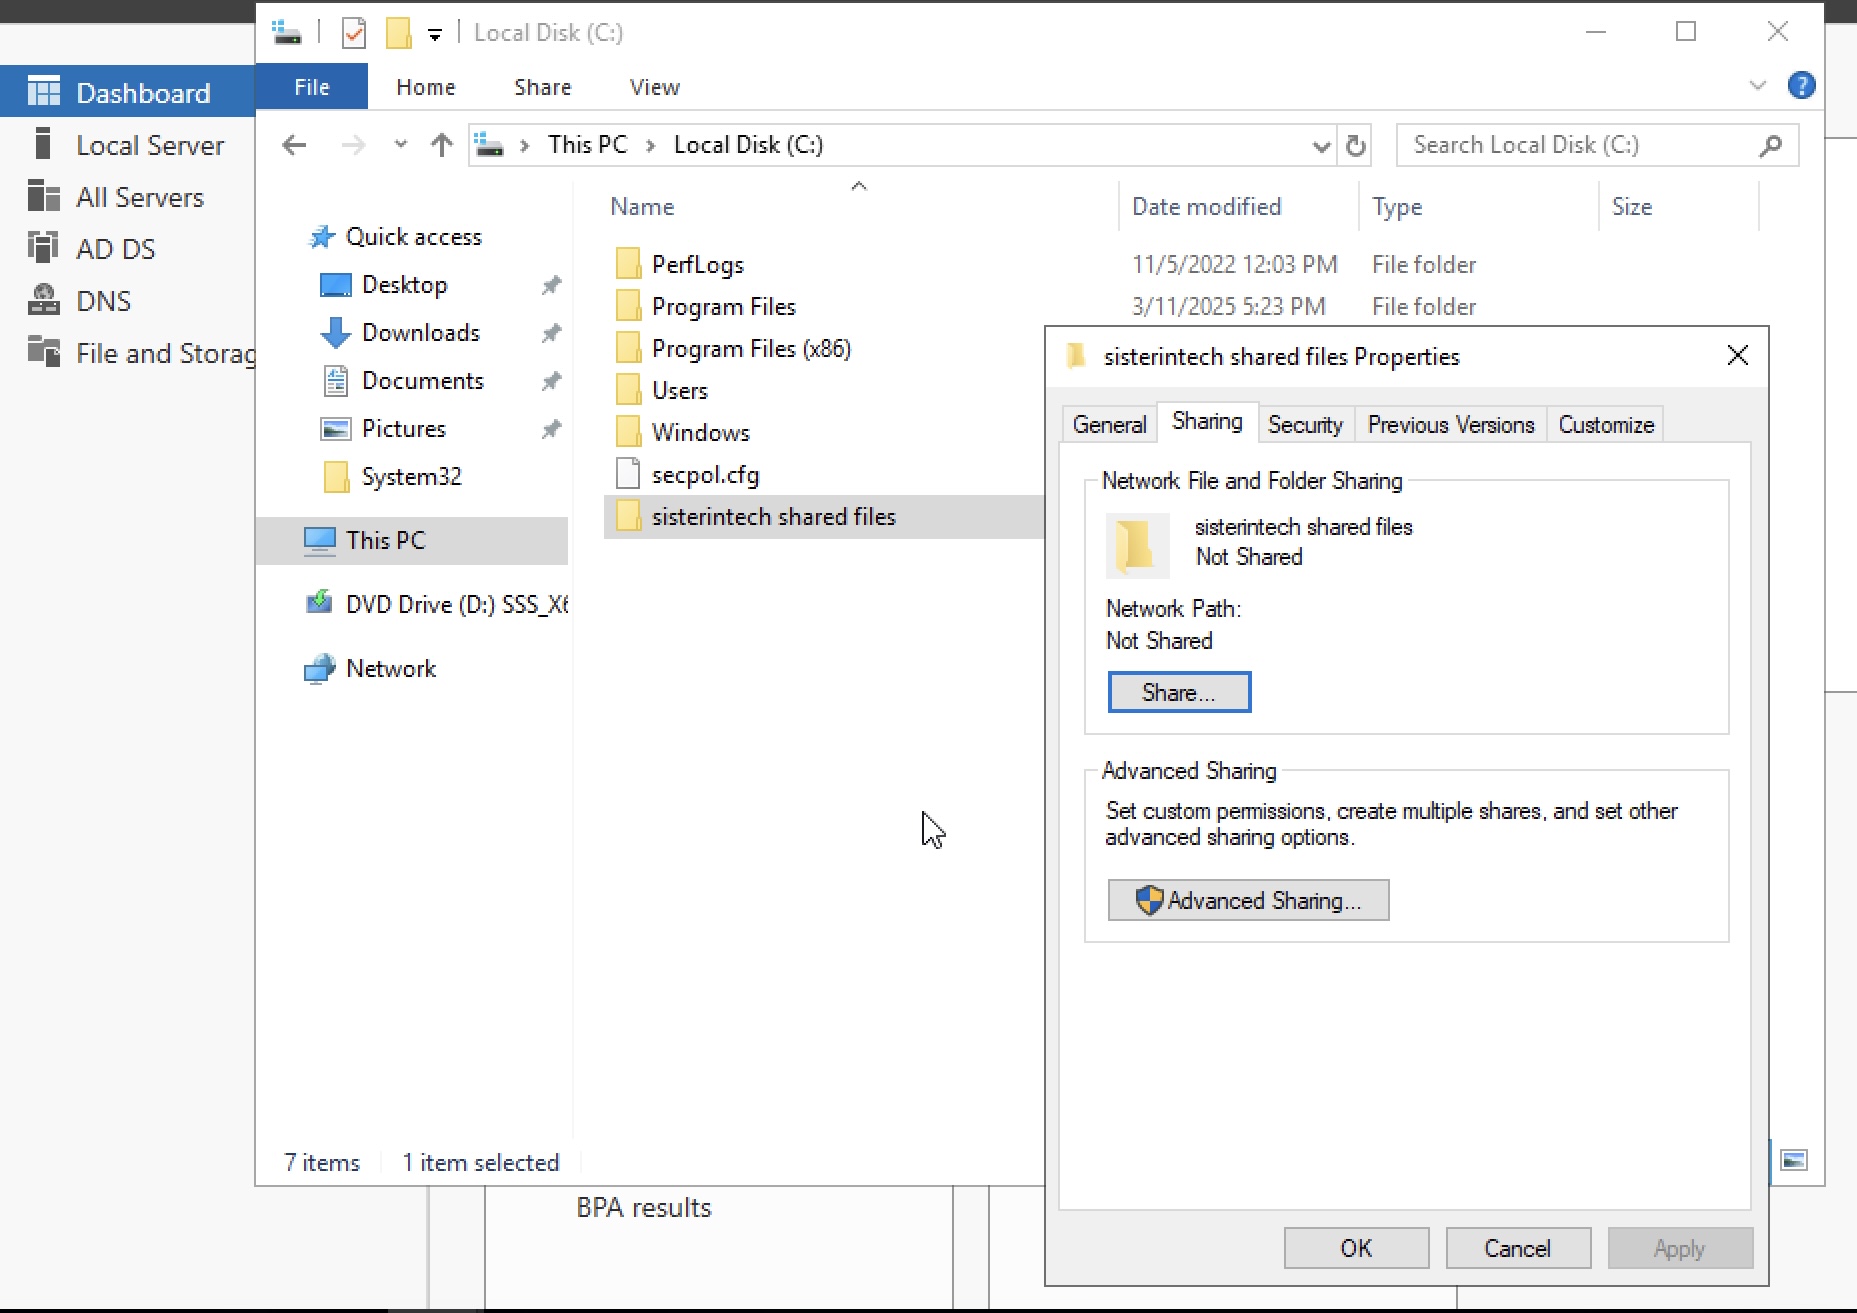 Local Disk (C:)
File Home Share View
?
This PC Local Disk (C:)
Search Local Disk (C:)
Dashboard
Local Server
All Servers
AD DS
DNS
File and Storag
Quick access
Desktop
Downloads
Documents
Pictures
System32
This PC
DVD Drive (D:) SSS_X6
Network
Name Date modified Type Size
PerfLogs 11/5/2022 12:03 PM File folder
Program Files 3/11/2025 5:23 PM File folder
Program Files (x86)
Users
Windows
secpol.cfg
sisterintech shared files
7 items 1 item selected
BPA results
sisterintech shared files Properties
General Sharing Security Previous Versions Customize
Network File and Folder Sharing
sisterintech shared files
Not Shared
Network Path:
Not Shared
Share...
Advanced Sharing
Set custom permissions, create multiple shares, and set other
advanced sharing options.
Advanced Sharing...
OK Cancel Apply